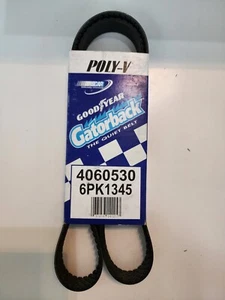 POLY-V
GOODYEAR
Gatorback
THE QUIET BELT
4060530
6PK1345